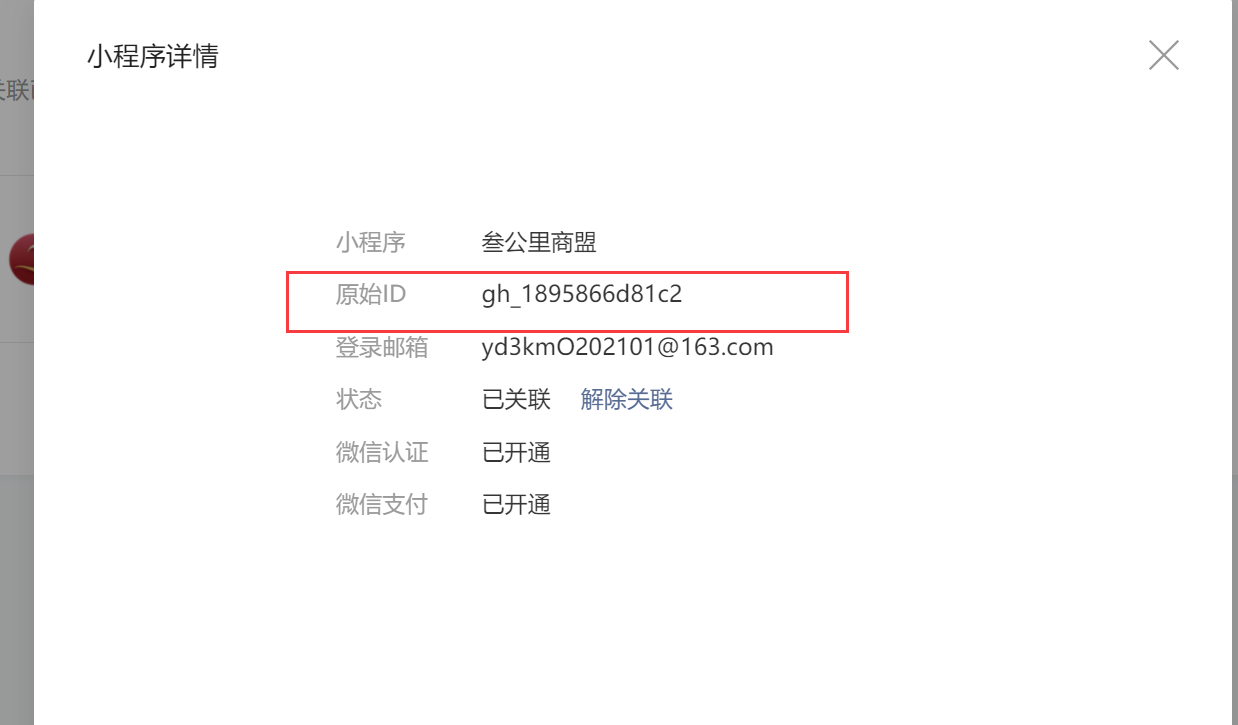 小程序详情
关联
小程序 叁公里商盟
原始ID gh_1895866d81c2
登录邮箱 yd3kmO202101@163.com
状态 已关联 解除关联
微信认证 已开通
微信支付 已开通